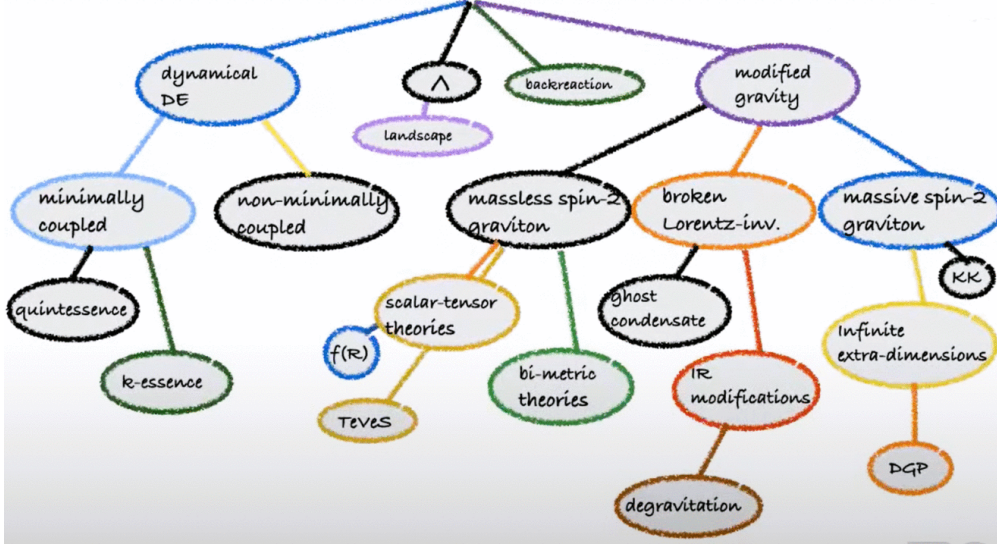 dynamical
DE
Λ
backreaction
modified
gravity
landscape
minimally
coupled
non-minimally
coupled
massless spin-2
graviton
broken
Lorentz-inv.
massive spin-2
graviton
KK
quintessence
scalar-tensor
theories
ghost
condensate
Infinite
extra-dimensions
f(R)
k-essence
bi-metric
theories
IR
modifications
TeVeS
DGP
degravitation